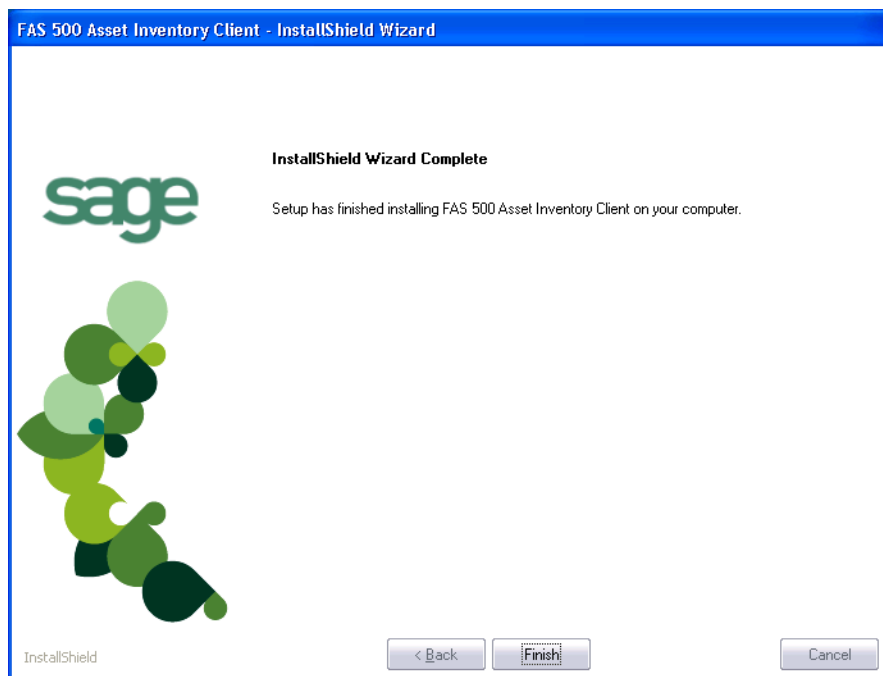 FAS 500 Asset Inventory Client - InstallShield Wizard
InstallShield Wizard Complete
sage
Setup has finished installing FAS 500 Asset Inventory Client on your computer.
InstallShield
< Back
Finish
Cancel